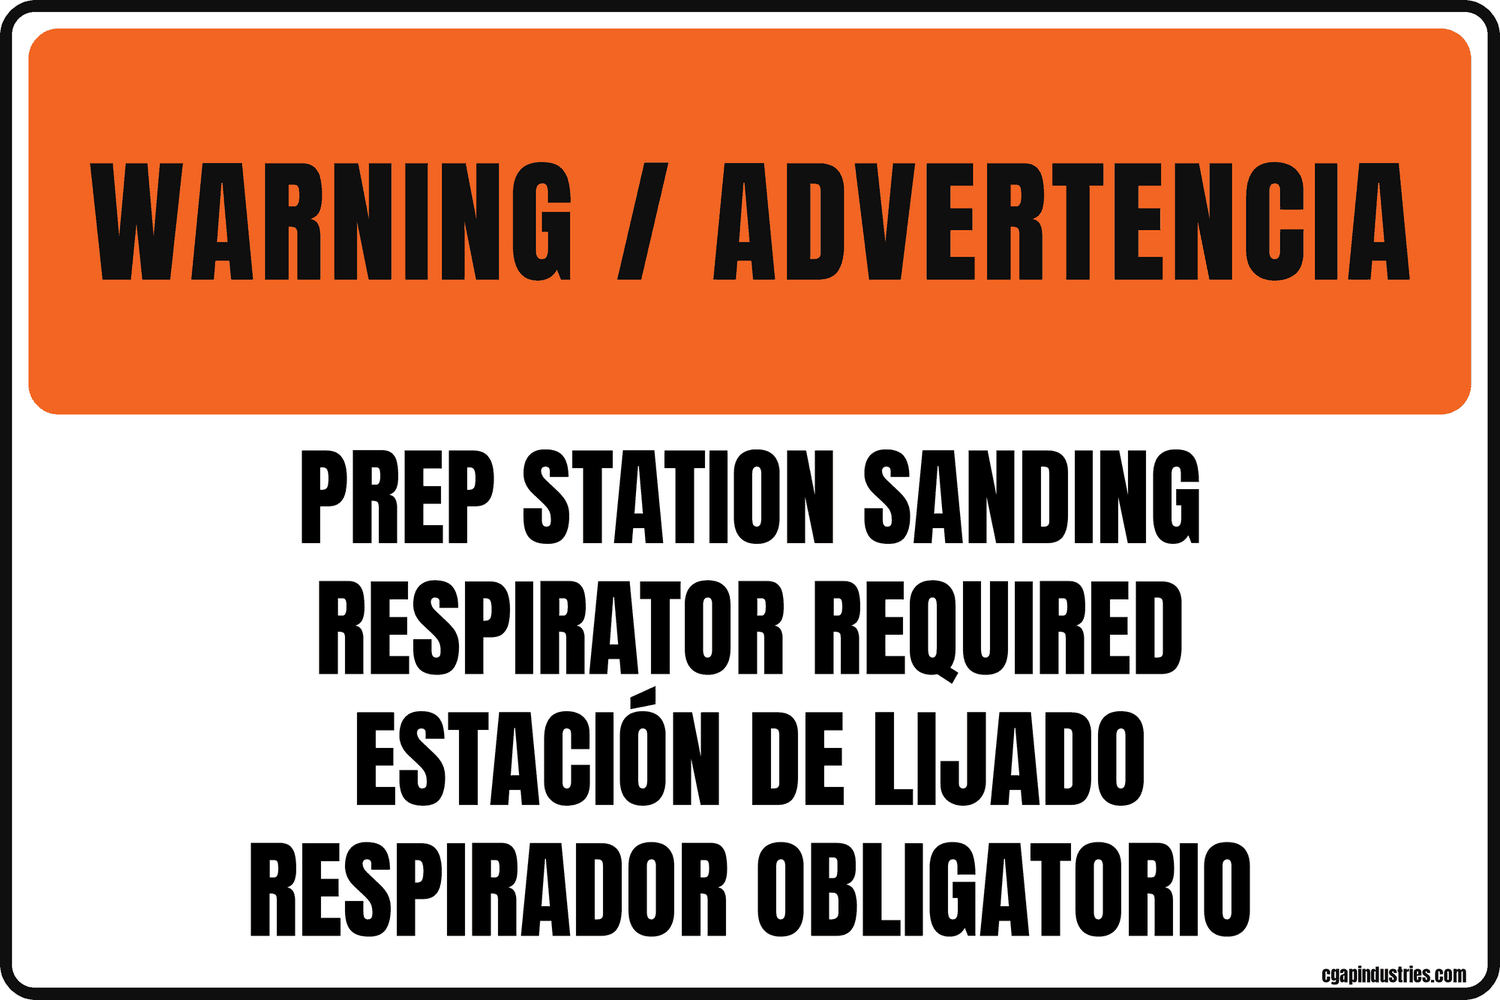 WARNING / ADVERTENCIA
PREP STATION SANDING
RESPIRATOR REQUIRED
ESTACIÓN DE LIJADO
RESPIRADOR OBLIGATORIO
cgapindustries.com